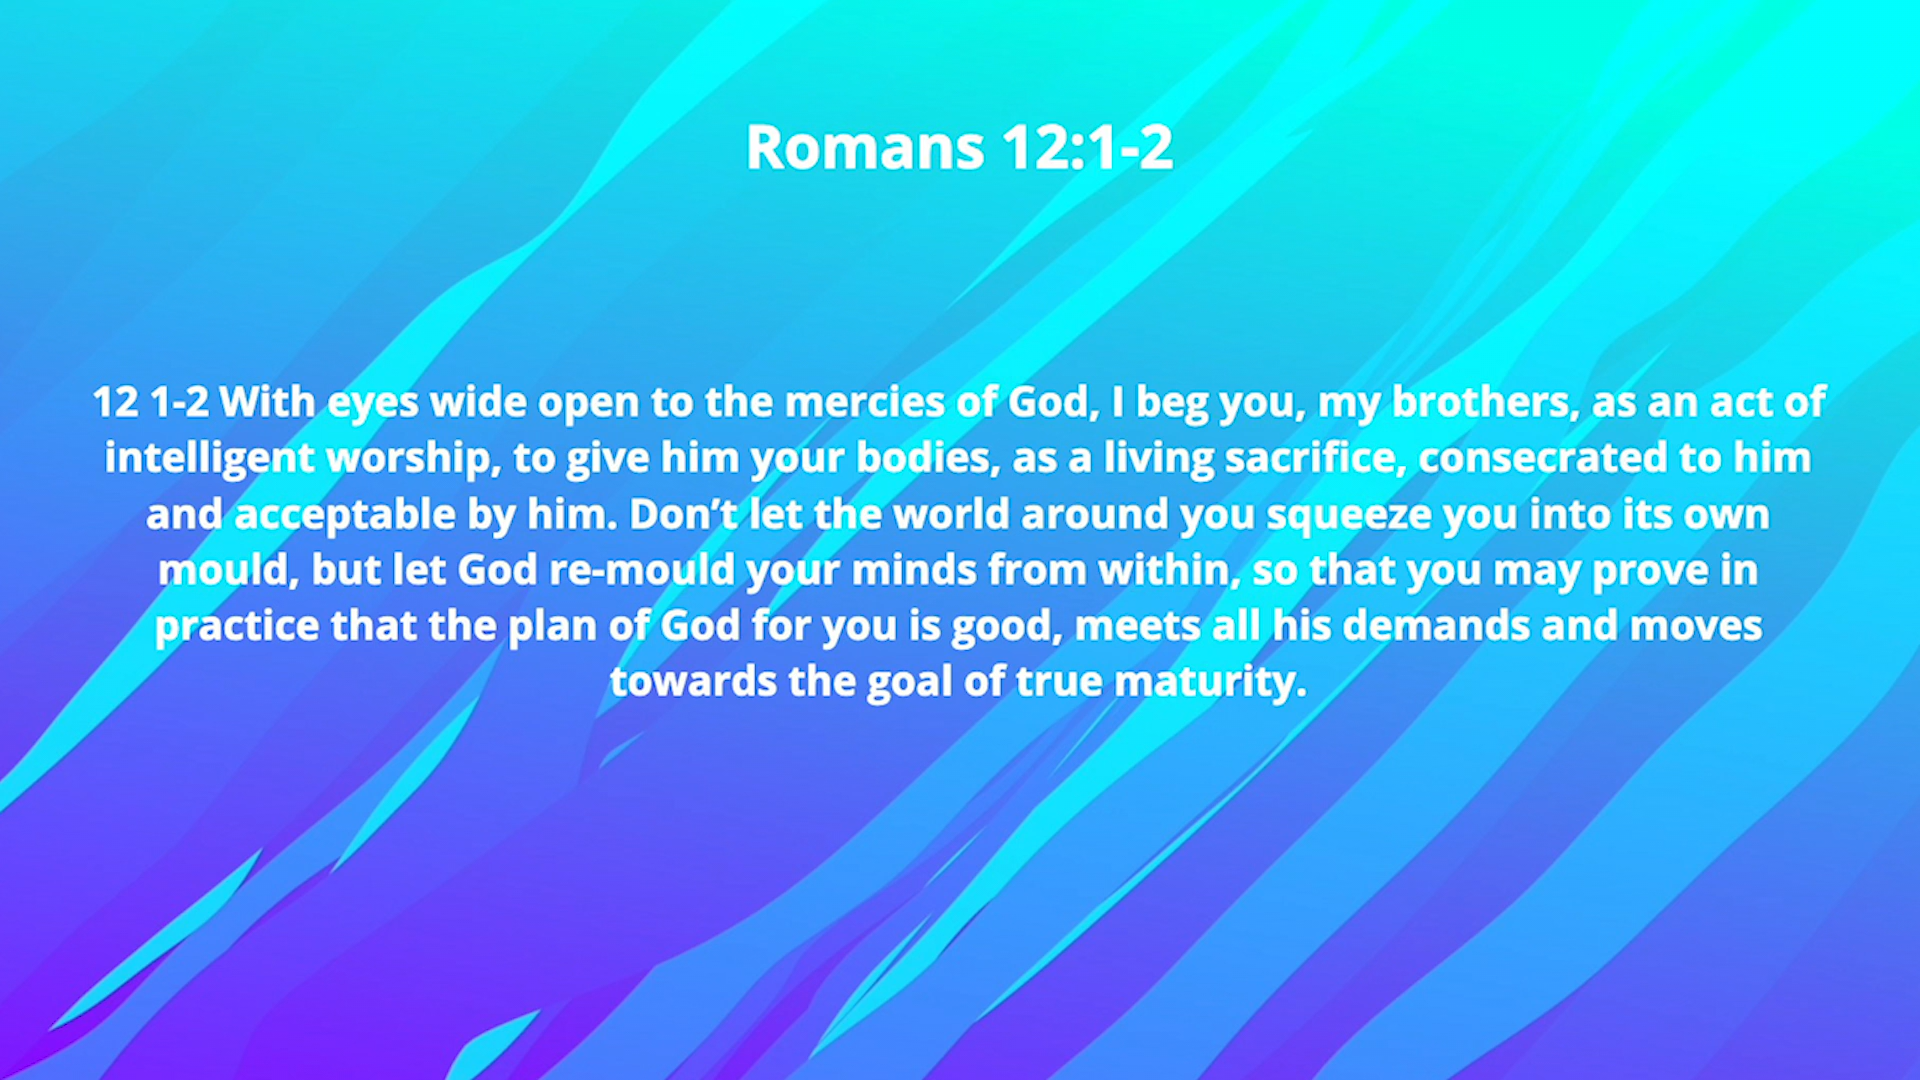 Romans 12:1-2
12 1-2 With eyes wide open to the mercies of God, I beg you, my brothers, as an act of
intelligent worship, to give him your bodies, as a living sacrifice, consecrated to him
and acceptable by him. Don’t let the world around you squeeze you into its own
mould, but let God re-mould your minds from within, so that you may prove in
practice that the plan of God for you is good, meets all his demands and moves
towards the goal of true maturity.